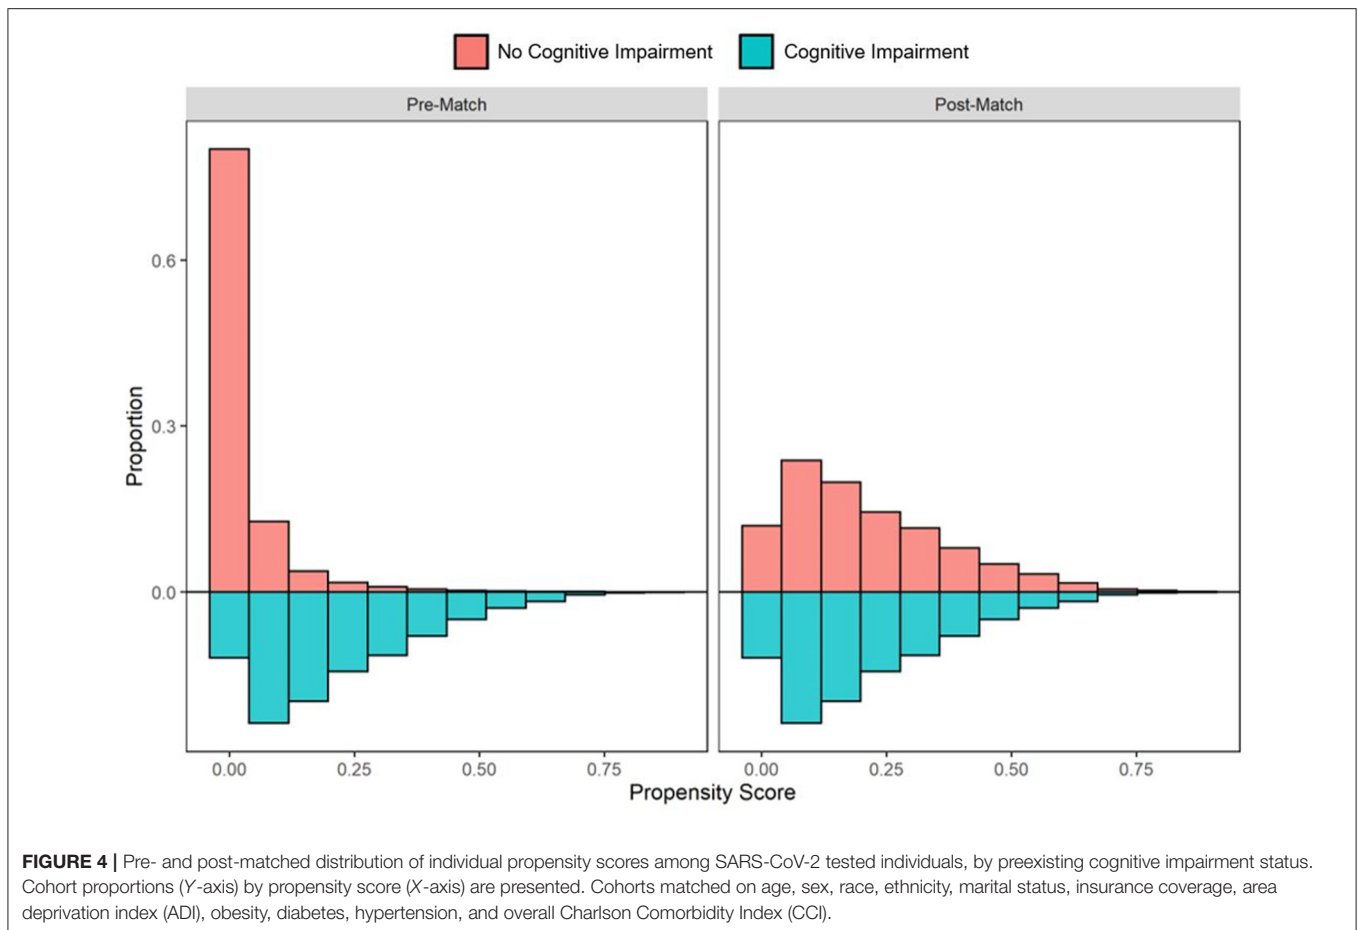 No Cognitive Impairment
Cognitive Impairment
Pre-Match
Post-Match
0.6
0.3
0.0
Proportion
0.00
0.25
0.50
0.75
0.00
0.25
0.50
0.75
Propensity Score
FIGURE 4 | Pre- and post-matched distribution of individual propensity scores among SARS-CoV-2 tested individuals, by preexisting cognitive impairment status.
Cohort proportions (Y-axis) by propensity score (X-axis) are presented. Cohorts matched on age, sex, race, ethnicity, marital status, insurance coverage, area
deprivation index (ADI), obesity, diabetes, hypertension, and overall Charlson Comorbidity Index (CCI).